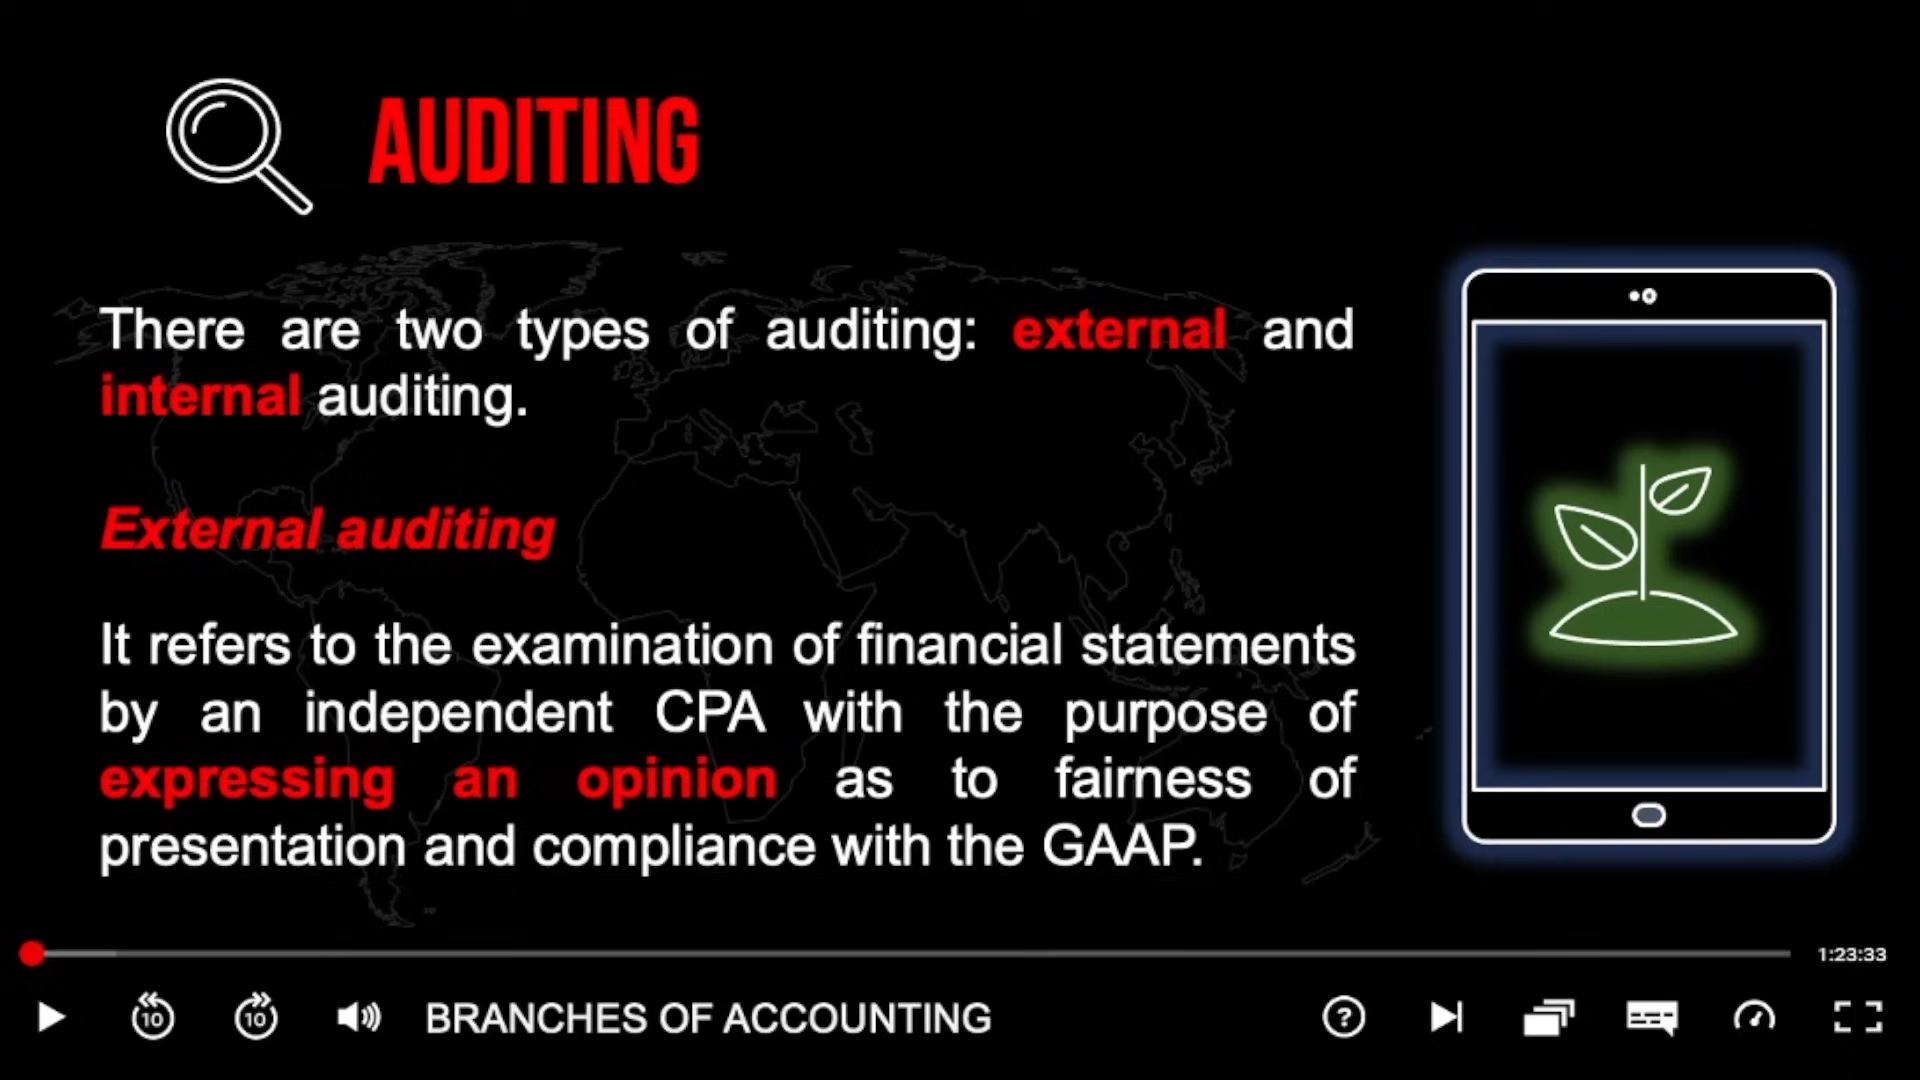 AUDITING
There are two types of auditing: external and
internal auditing.
External auditing
It refers to the examination of financial statements
by an independent CPA with the purpose of
expressing an opinion as to fairness of
presentation and compliance with the GAAP.
1:23:33
10
10
BRANCHES OF ACCOUNTING
?